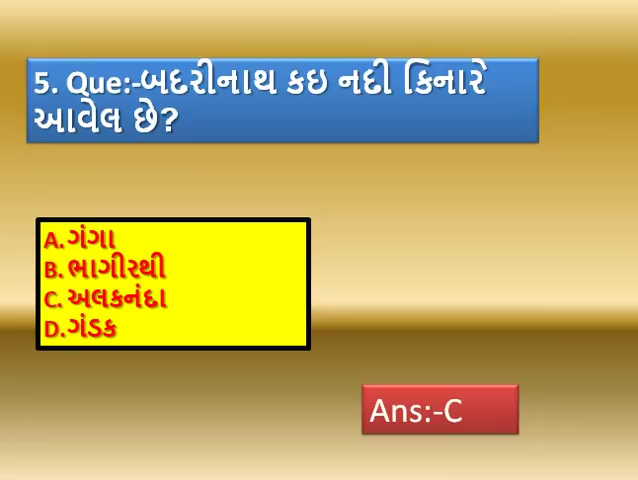 5. Que:-બદરીનાથ કઇ નદી કિનારે
આવેલ છે?
A. ગંગા
B. ભાગીરથી
C. અલકનંદા
D.ગંડક
Ans:-C